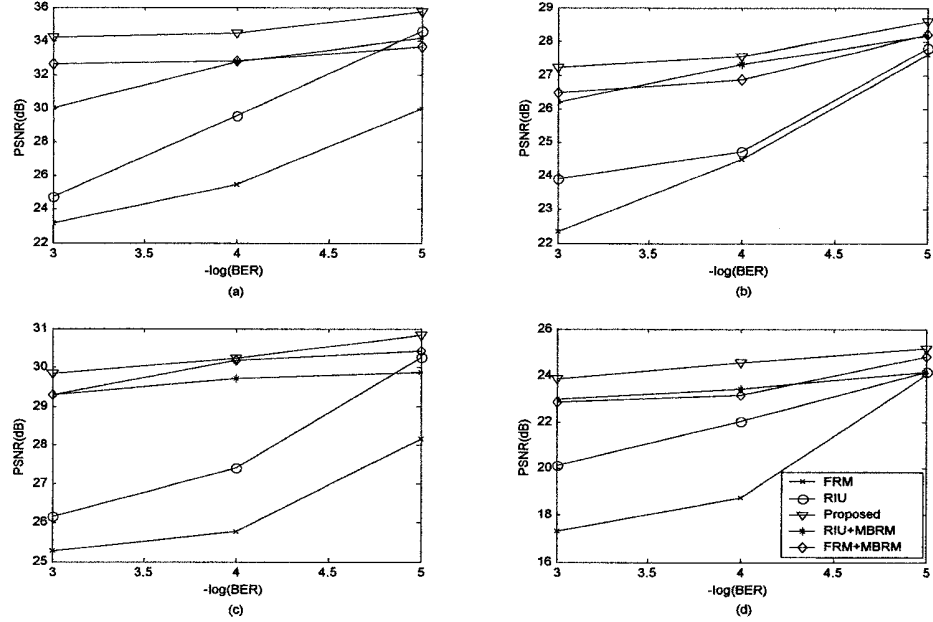 36
34
32
30
28
26
24
22
PSNR(dB)
3
3.5
4
4.5
5
-log(BER)
(a)
29
28
27
26
25
24
23
22
PSNR(dB)
3
3.5
4
4.5
5
-log(BER)
(b)
31
30
29
28
27
26
25
PSNR(dB)
3
3.5
4
4.5
5
-log(BER)
(c)
26
24
22
20
18
16
PSNR(dB)
3
3.5
4
4.5
5
-log(BER)
(d)
FRM
RIU
Proposed
RIU+MBRM
FRM+MBRM